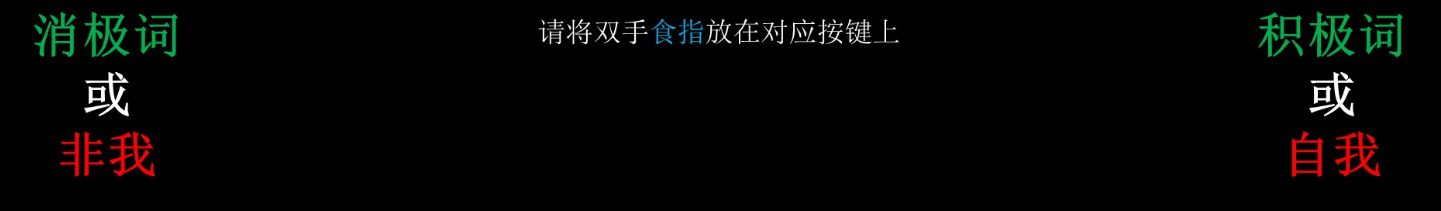 消极词
或
非我
请将双手食指放在对应按键上
积极词
或
自我